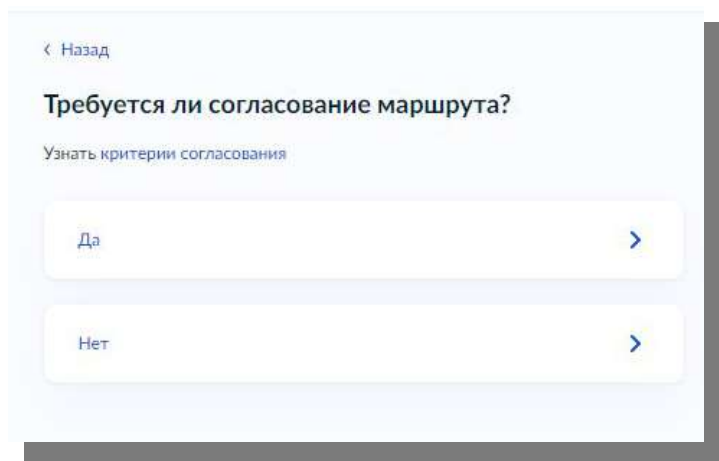 Назад
Требуется ли согласование маршрута?
Узнать критерии согласования
Да
Нет